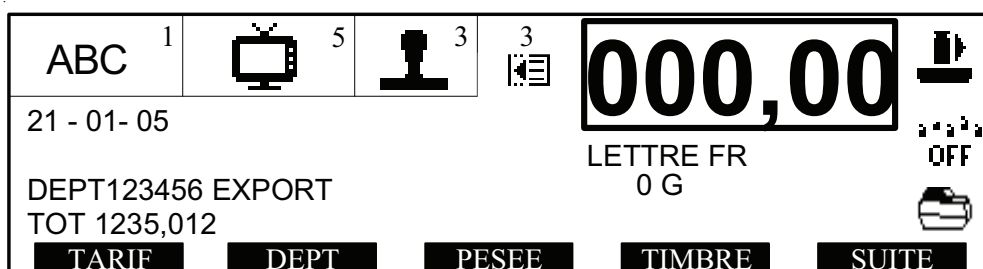 ABC 1 5 3 3 000,00
21 - 01- 05
LETTRE FR
OFF
0 G
DEPT123456 EXPORT
TOT 1235,012
TARIF DEPT PESEE TIMBRE SUITE